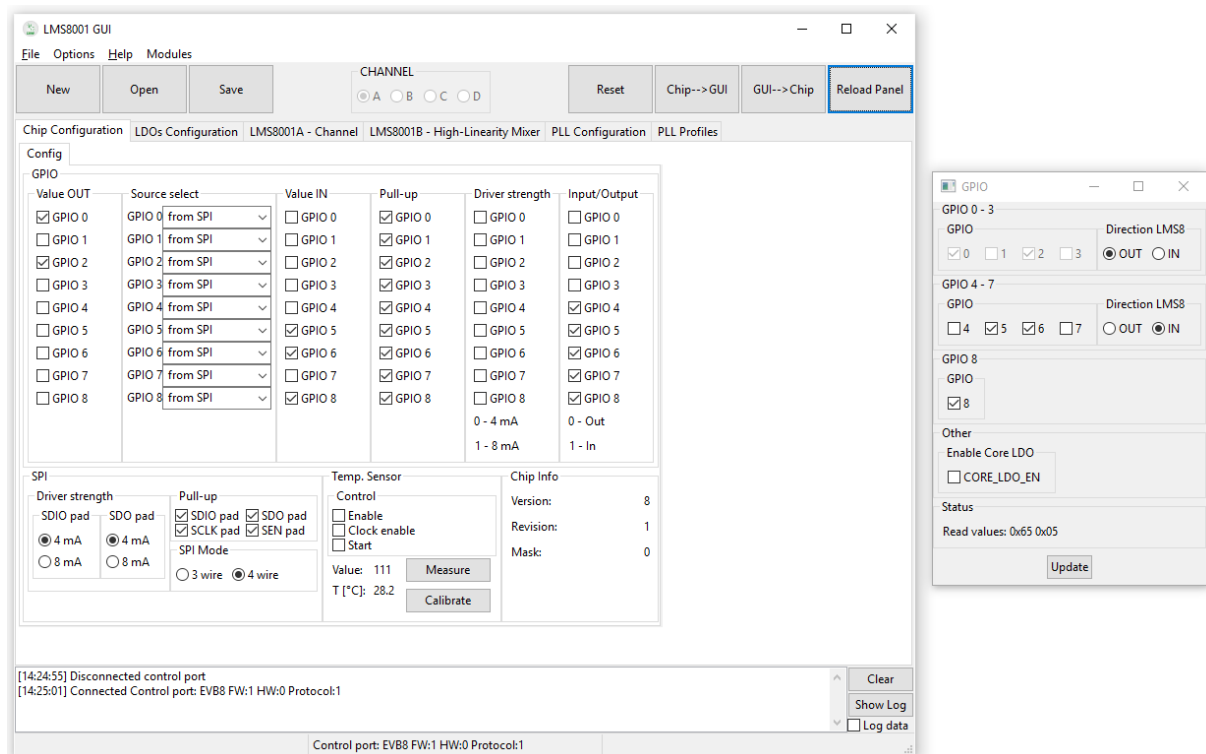 LMS8001 GUI
File Options Help Modules
New Open Save CHANNEL A B C D Reset Chip-->GUI GUI-->Chip Reload Panel
Chip Configuration LDOs Configuration LMS8001A - Channel LMS8001B - High-Linearity Mixer PLL Configuration PLL Profiles
Config
GPIO
Value OUT Source select Value IN Pull-up Driver strength Input/Output
GPIO 0 GPIO 0 from SPI GPIO 0 GPIO 0 GPIO 0 GPIO 0
GPIO 1 GPIO 1 from SPI GPIO 1 GPIO 1 GPIO 1 GPIO 1
GPIO 2 GPIO 2 from SPI GPIO 2 GPIO 2 GPIO 2 GPIO 2
GPIO 3 GPIO 3 from SPI GPIO 3 GPIO 3 GPIO 3 GPIO 3
GPIO 4 GPIO 4 from SPI GPIO 4 GPIO 4 GPIO 4 GPIO 4
GPIO 5 GPIO 5 from SPI GPIO 5 GPIO 5 GPIO 5 GPIO 5
GPIO 6 GPIO 6 from SPI GPIO 6 GPIO 6 GPIO 6 GPIO 6
GPIO 7 GPIO 7 from SPI GPIO 7 GPIO 7 GPIO 7 GPIO 7
GPIO 8 GPIO 8 from SPI GPIO 8 GPIO 8 GPIO 8 GPIO 8
0 - 4 mA 0 - Out
1 - 8 mA 1 - In
SPI
Driver strength
SDIO pad SDO pad
4 mA 4 mA
8 mA 8 mA
Pull-up
SDIO pad SDO pad
SCLK pad SEN pad
SPI Mode
3 wire 4 wire
Temp. Sensor
Control
Enable
Clock enable
Start
Value: 111 Measure
T [°C]: 28.2 Calibrate
Chip Info
Version: 8
Revision: 1
Mask: 0
[14:24:55] Disconnected control port
[14:25:01] Connected Control port: EVB8 FW:1 HW:0 Protocol:1
Clear
Show Log
Log data
Control port: EVB8 FW:1 HW:0 Protocol:1
GPIO
GPIO 0 - 3
GPIO Direction LMS8
0 1 2 3 OUT IN
GPIO 4 - 7
GPIO Direction LMS8
4 5 6 7 OUT IN
GPIO 8
GPIO
8
Other
Enable Core LDO
CORE_LDO_EN
Status
Read values: 0x65 0x05
Update